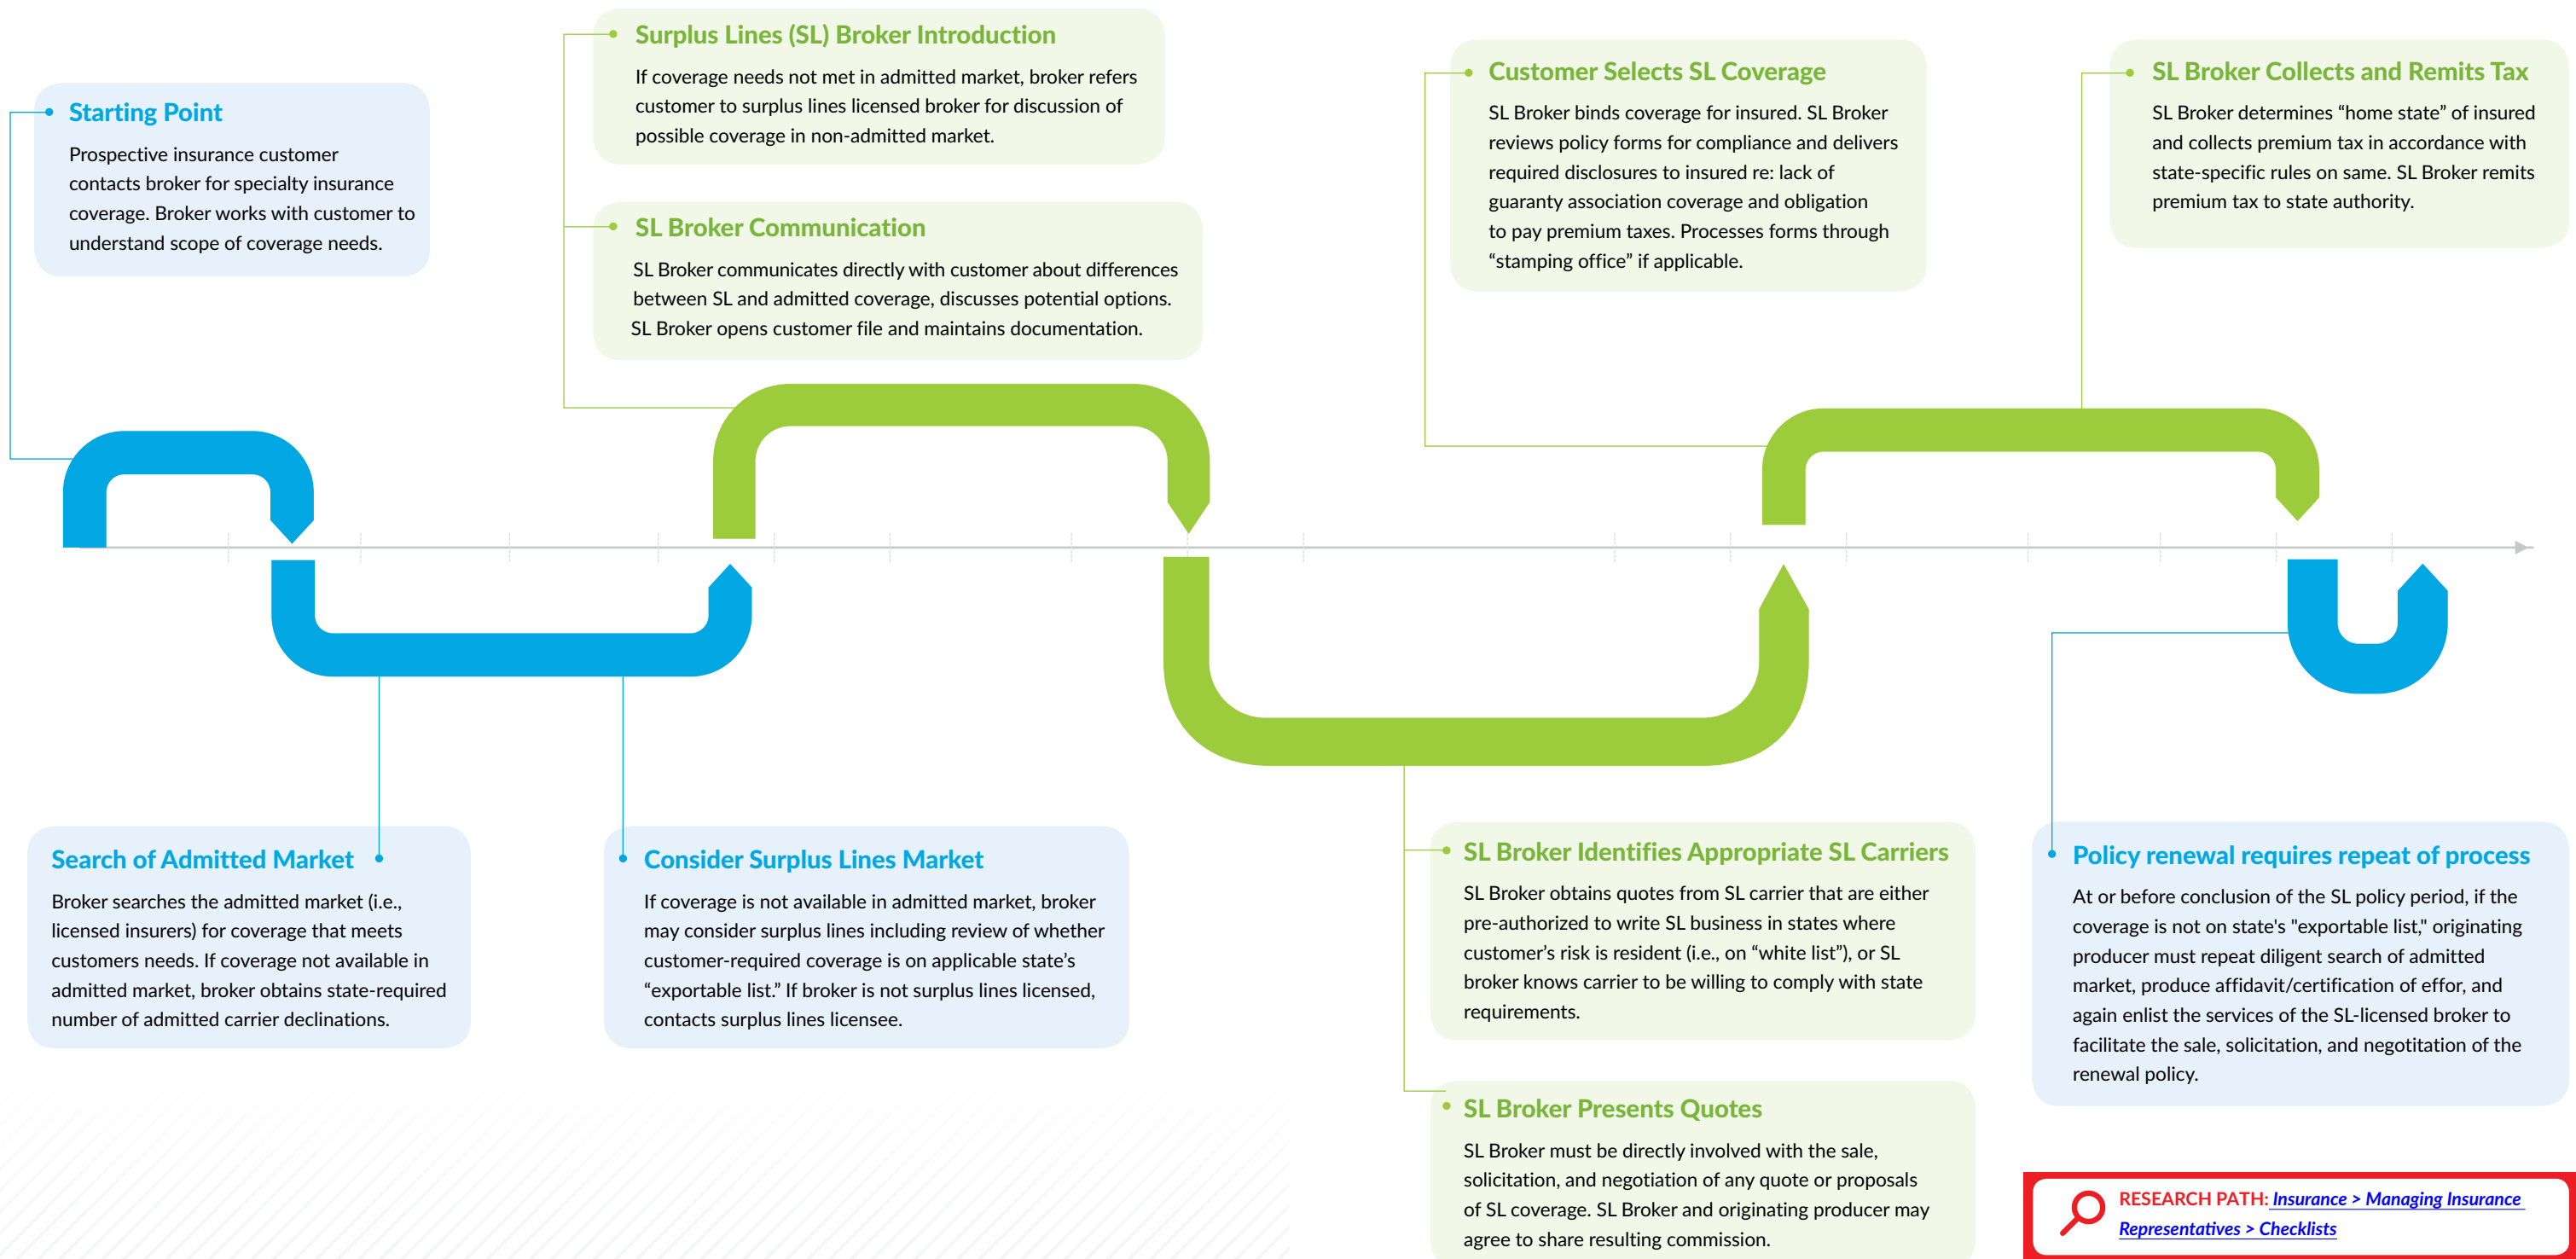 Starting Point
Prospective insurance customer
contacts broker for specialty insurance
coverage. Broker works with customer to
understand scope of coverage needs.
Search of Admitted Market
Broker searches the admitted market (i.e.,
licensed insurers) for coverage that meets
customers needs. If coverage not available in
admitted market, broker obtains state-required
number of admitted carrier declinations.
Consider Surplus Lines Market
If coverage is not available in admitted market, broker
may consider surplus lines including review of whether
customer-required coverage is on applicable state’s
“exportable list.” If broker is not surplus lines licensed,
contacts surplus lines licensee.
Surplus Lines (SL) Broker Introduction
If coverage needs not met in admitted market, broker refers
customer to surplus lines licensed broker for discussion of
possible coverage in non-admitted market.
SL Broker Communication
SL Broker communicates directly with customer about differences
between SL and admitted coverage, discusses potential options.
SL Broker opens customer file and maintains documentation.
SL Broker Identifies Appropriate SL Carriers
SL Broker obtains quotes from SL carrier that are either
pre-authorized to write SL business in states where
customer’s risk is resident (i.e., on “white list”), or SL
broker knows carrier to be willing to comply with state
requirements.
SL Broker Presents Quotes
SL Broker must be directly involved with the sale,
solicitation, and negotiation of any quote or proposals
of SL coverage. SL Broker and originating producer may
agree to share resulting commission.
Customer Selects SL Coverage
SL Broker binds coverage for insured. SL Broker
reviews policy forms for compliance and delivers
required disclosures to insured re: lack of
guaranty association coverage and obligation
to pay premium taxes. Processes forms through
“stamping office” if applicable.
SL Broker Collects and Remits Tax
SL Broker determines “home state” of insured
and collects premium tax in accordance with
state-specific rules on same. SL Broker remits
premium tax to state authority.
Policy renewal requires repeat of process
At or before conclusion of the SL policy period, if the
coverage is not on state's "exportable list," originating
producer must repeat diligent search of admitted
market, produce affidavit/certification of effor, and
again enlist the services of the SL-licensed broker to
facilitate the sale, solicitation, and negotitation of the
renewal policy.
RESEARCH PATH: Insurance > Managing Insurance
Representatives > Checklists